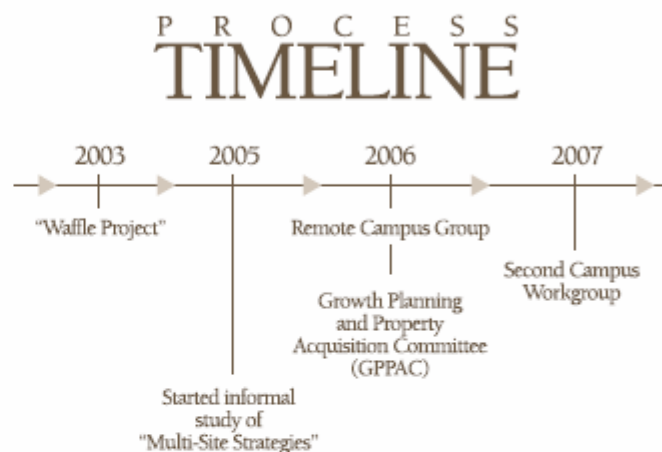 PROCESS
TIMELINE
2003
"Waffle Project"
2005
Started informal
study of
"Multi-Site Strategies"
2006
Remote Campus Group
Growth Planning
and Property
Acquisition Committee
(GPPAC)
2007
Second Campus
Workgroup